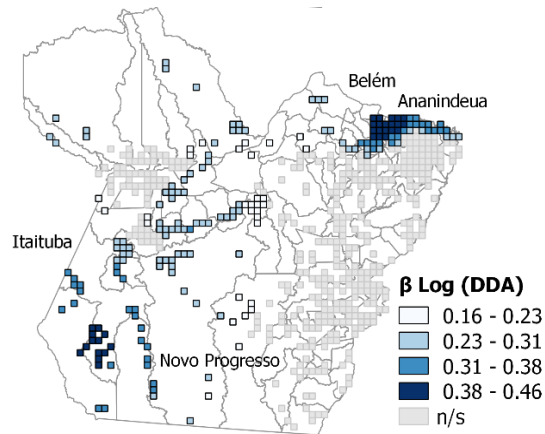 Belém
Ananindeua
Itaituba
Novo Progresso
β Log (DDA)
0.16 - 0.23
0.23 - 0.31
0.31 - 0.38
0.38 - 0.46
n/s